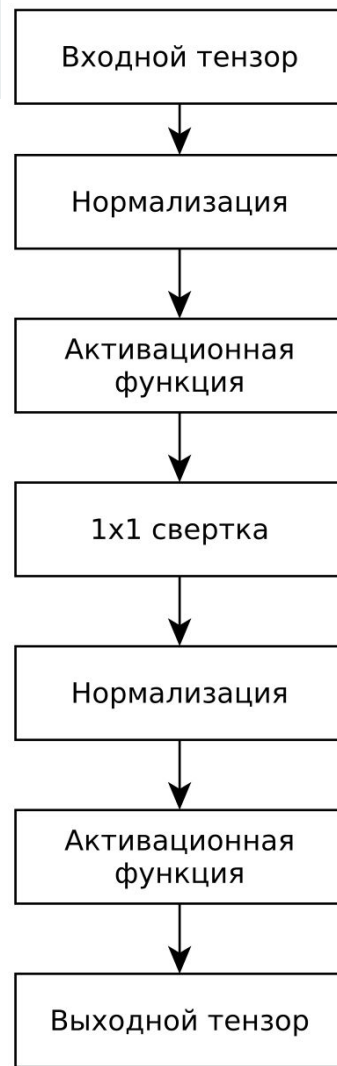 Входной тензор
Нормализация
Активационная
функция
1x1 свертка
Нормализация
Активационная
функция
Выходной тензор